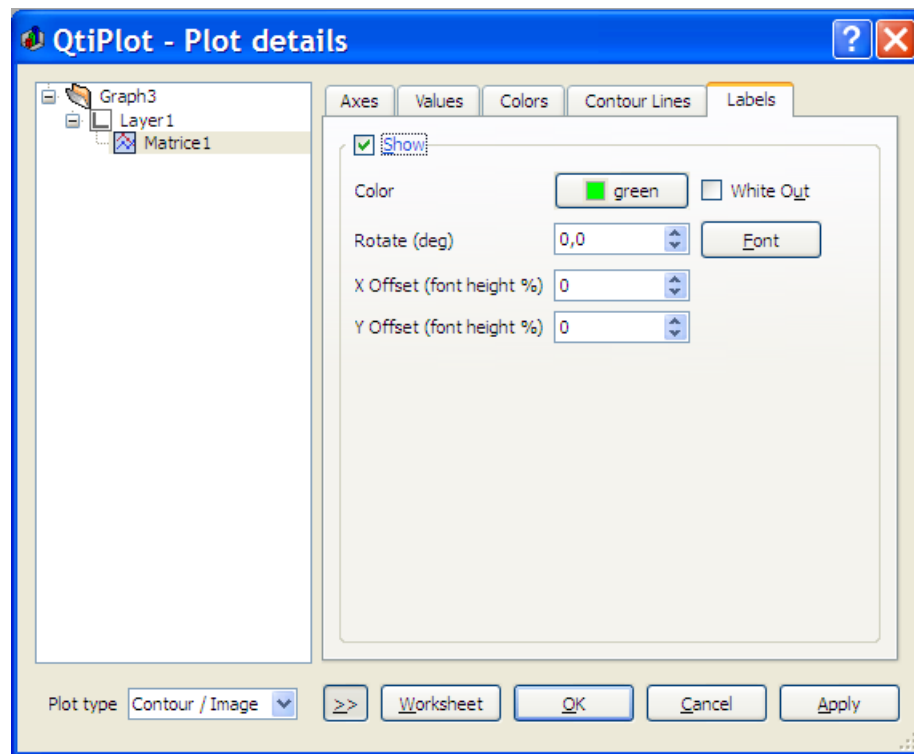 QtiPlot - Plot details
Graph3
Layer1
Matrice1
Axes Values Colors Contour Lines Labels
Show
Color green White Out
Rotate (deg) 0,0 Font
X Offset (font height %) 0
Y Offset (font height %) 0
Plot type Contour / Image >> Worksheet OK Cancel Apply